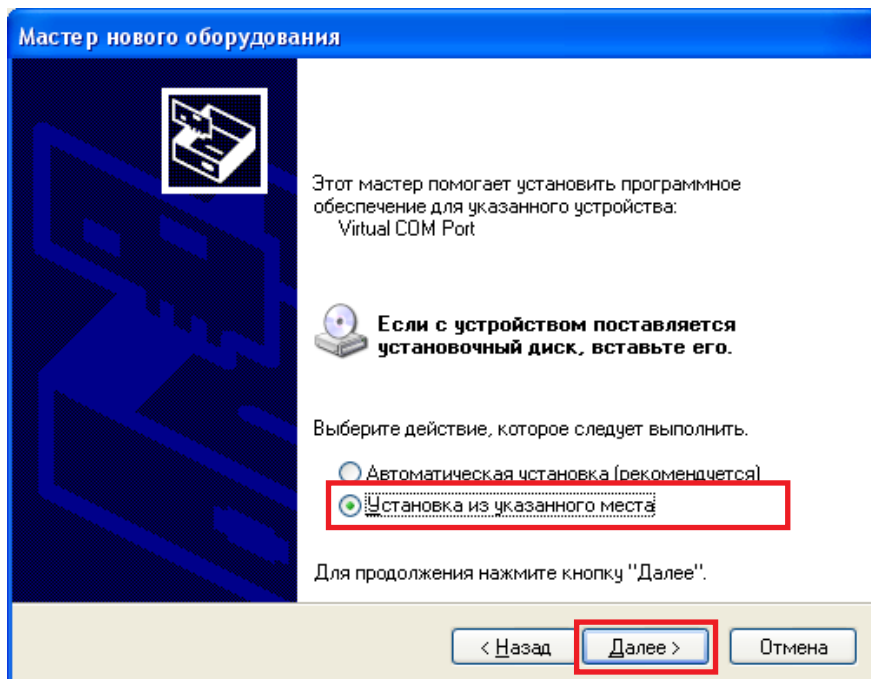 Мастер нового оборудования
Этот мастер помогает установить программное
обеспечение для указанного устройства:
Virtual COM Port
Если с устройством поставляется
установочный диск, вставьте его.
Выберите действие, которое следует выполнить.
Автоматическая установка (рекомендуется)
Установка из указанного места
Для продолжения нажмите кнопку "Далее".
< Назад
Далее >
Отмена